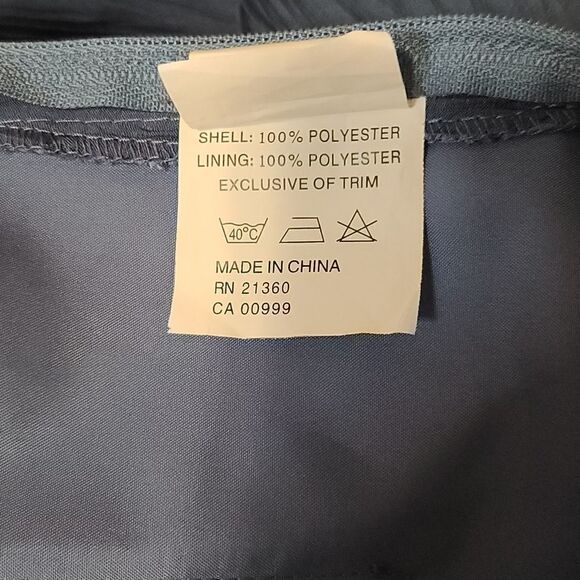 SHELL: 100% POLYESTER
LINING: 100% POLYESTER
EXCLUSIVE OF TRIM
40°C
MADE IN CHINA
RN 21360
CA 00999